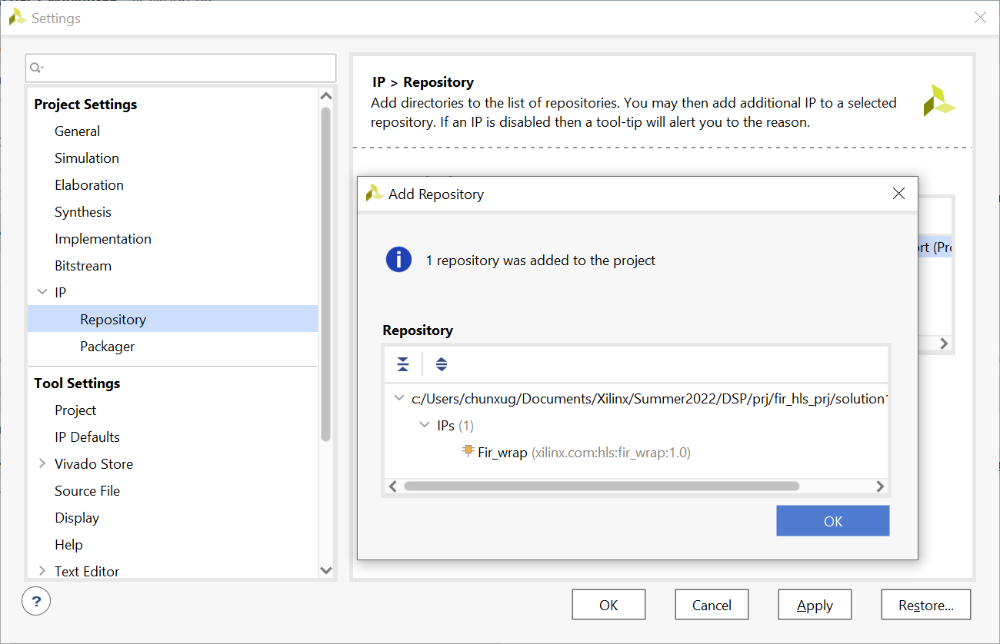 Settings
Project Settings
General
Simulation
Elaboration
Synthesis
Implementation
Bitstream
IP
Repository
Packager
Tool Settings
Project
IP Defaults
Vivado Store
Source File
Display
Help
Text Editor
IP > Repository
Add directories to the list of repositories. You may then add additional IP to a selected
repository. If an IP is disabled then a tool-tip will alert you to the reason.
Add Repository
i
1 repository was added to the project
Repository
c:/Users/chunxug/Documents/Xilinx/Summer2022/DSP/prj/fir_hls_prj/solution
IPs (1)
Fir_wrap (xilinx.com:hls:fir_wrap:1.0)
OK
?
OK
Cancel
Apply
Restore...